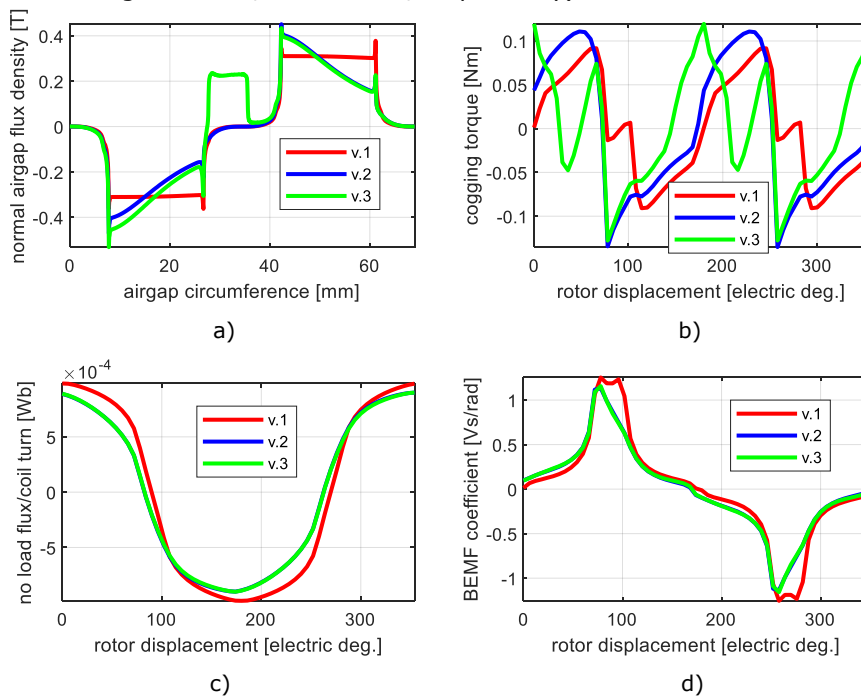 normal airgap flux density [T]
0.4
0.2
0
-0.2
-0.4
v.1
v.2
v.3
0 20 40 60
airgap circumference [mm]
a)
cogging torque [Nm]
0.1
0.05
0
-0.05
-0.1
v.1
v.2
v.3
0 100 200 300
rotor displacement [electric deg.]
b)
no load flux/coil turn [Wb]
×10-4
5
0
-5
v.1
v.2
v.3
0 100 200 300
rotor displacement [electric deg.]
c)
BEMF coefficient [Vs/rad]
1
0.5
0
-0.5
-1
v.1
v.2
v.3
0 100 200 300
rotor displacement [electric deg.]
d)